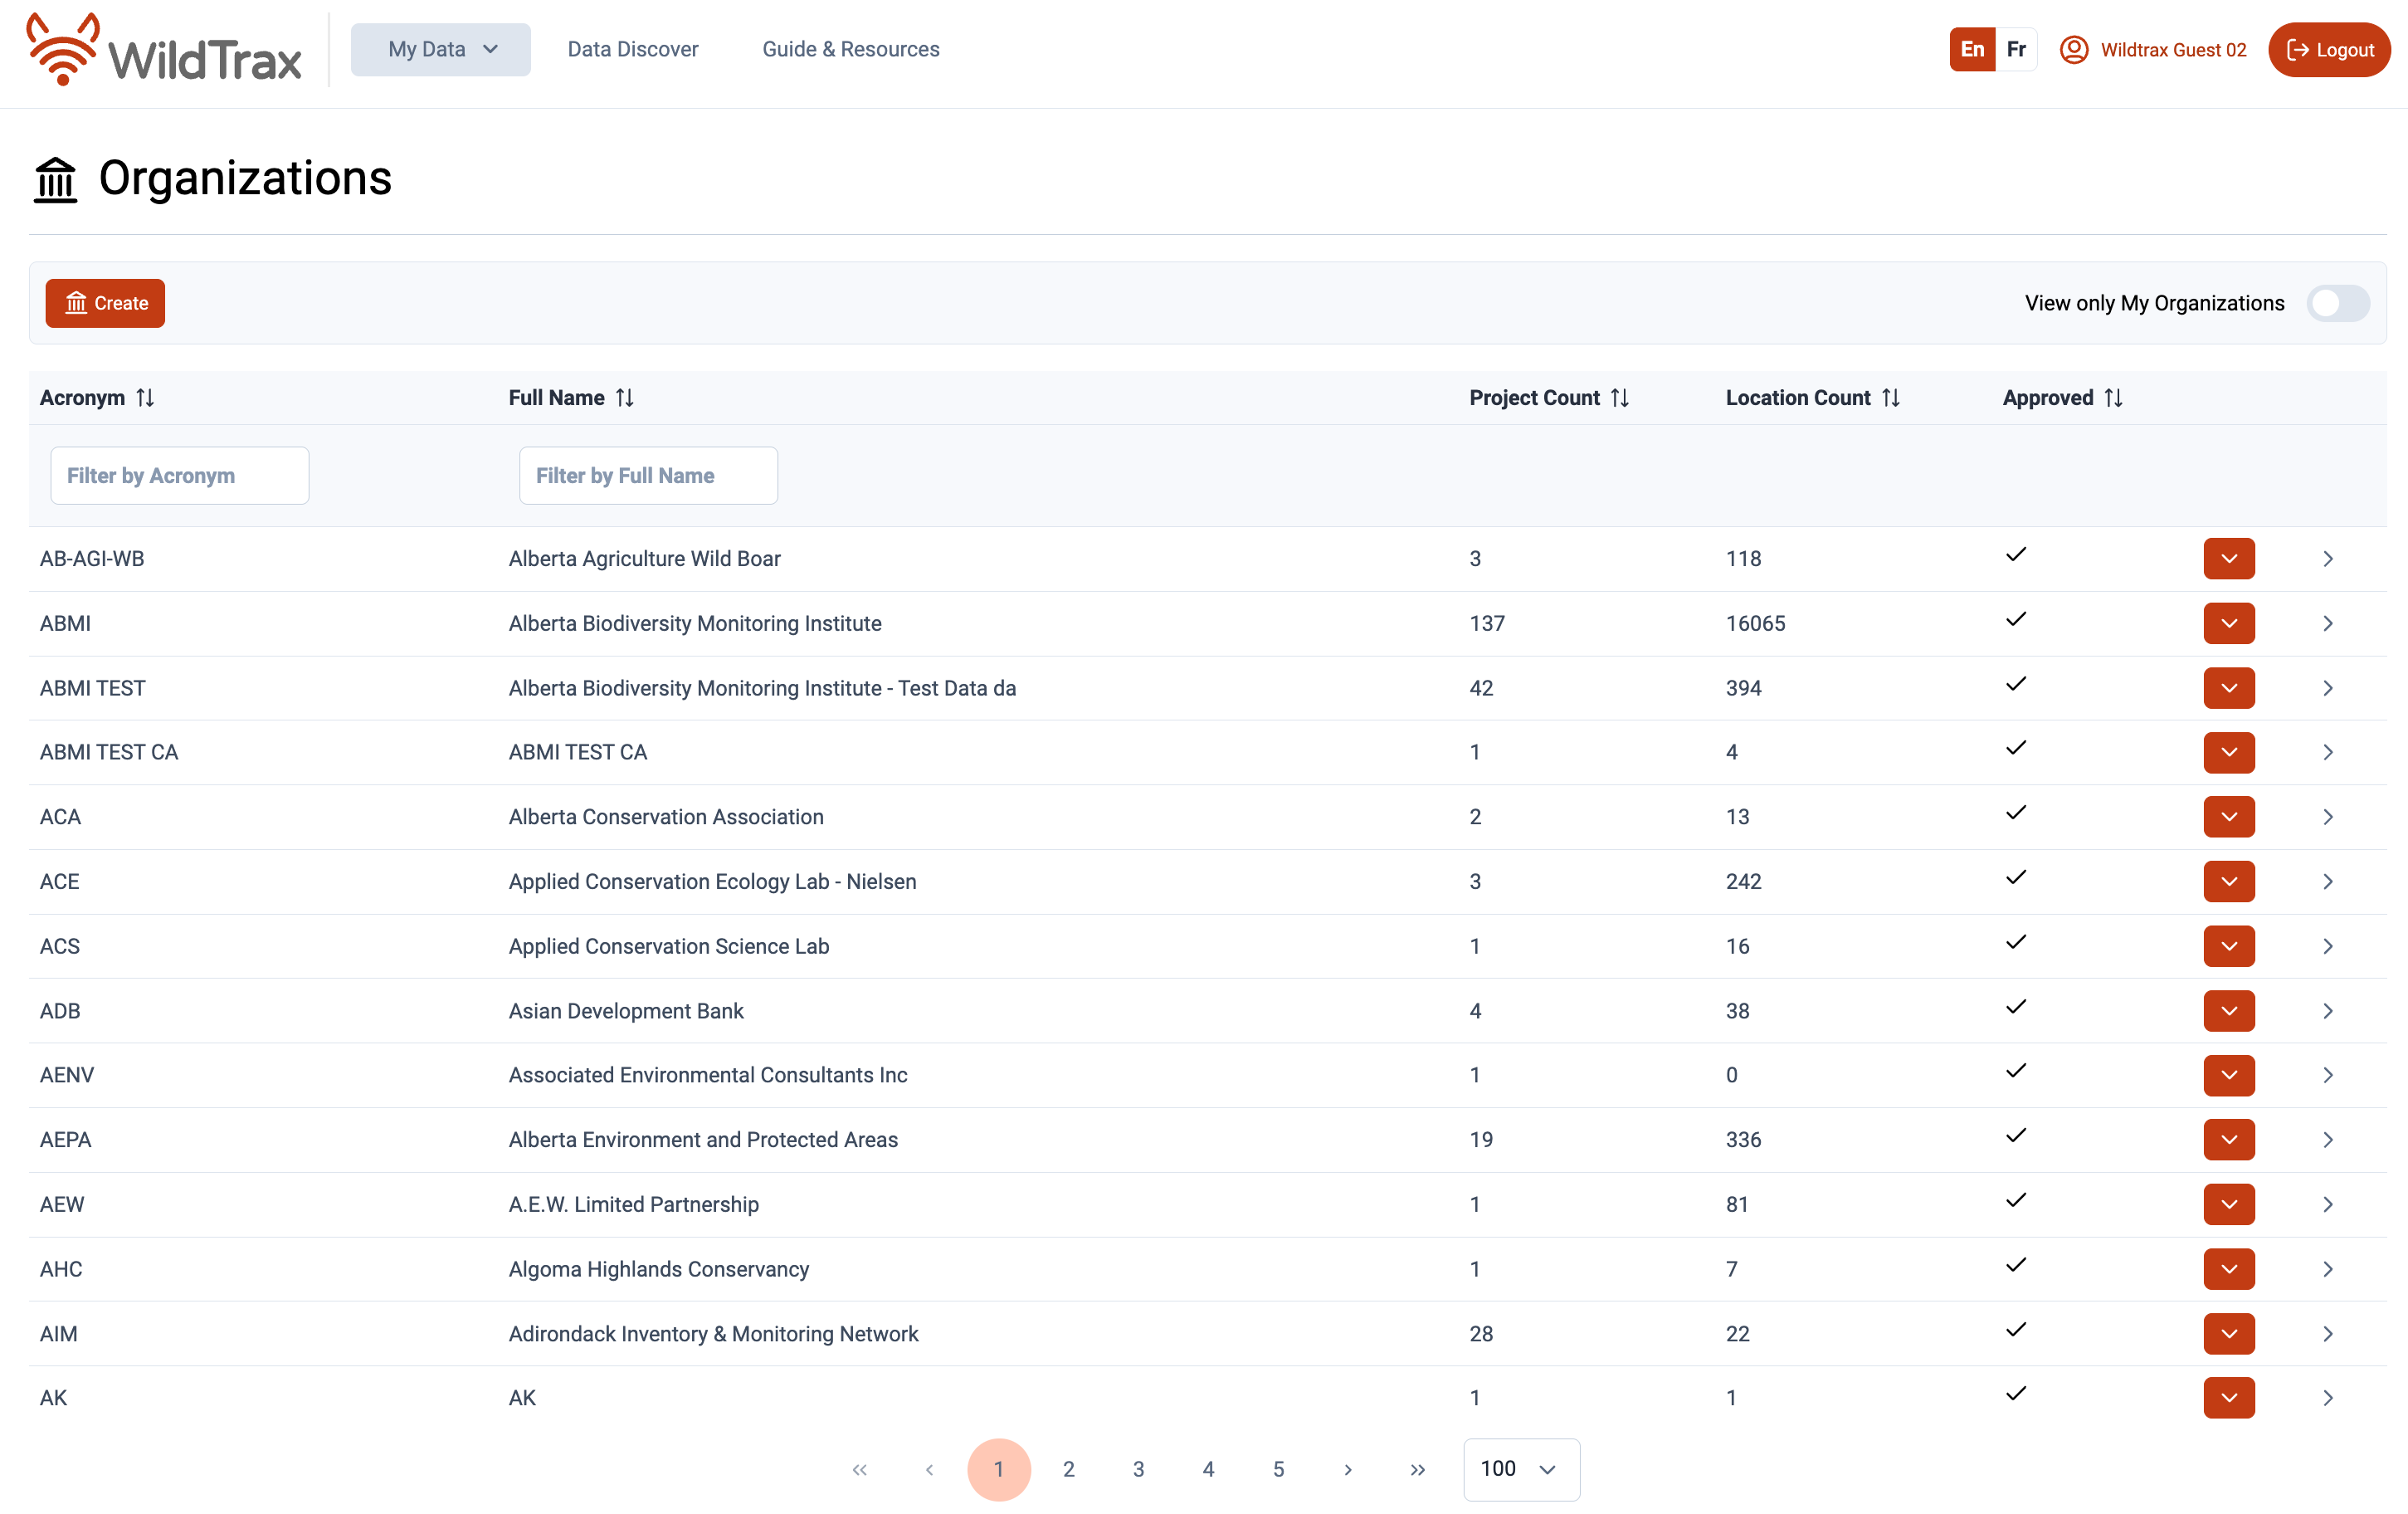 WildTrax My Data Data Discover Guide & Resources En Fr Wildtrax Guest 02 Logout
Organizations
Create View only My Organizations
Acronym Full Name Project Count Location Count Approved
Filter by Acronym Filter by Full Name
AB-AGI-WB Alberta Agriculture Wild Boar 3 118
ABMI Alberta Biodiversity Monitoring Institute 137 16065
ABMI TEST Alberta Biodiversity Monitoring Institute - Test Data da 42 394
ABMI TEST CA ABMI TEST CA 1 4
ACA Alberta Conservation Association 2 13
ACE Applied Conservation Ecology Lab - Nielsen 3 242
ACS Applied Conservation Science Lab 1 16
ADB Asian Development Bank 4 38
AENV Associated Environmental Consultants Inc 1 0
AEPA Alberta Environment and Protected Areas 19 336
AEW A.E.W. Limited Partnership 1 81
AHC Algoma Highlands Conservancy 1 7
AIM Adirondack Inventory & Monitoring Network 28 22
AK AK 1 1
« ‹ 1 2 3 4 5 › » 100